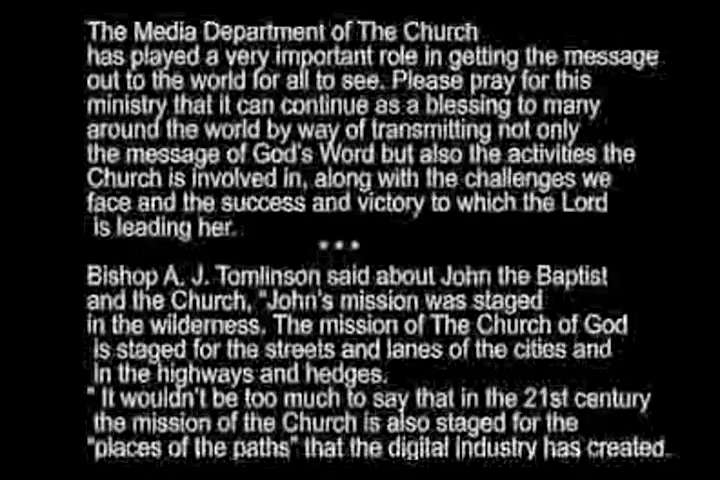 The Media Department of The Church
has played a very important role in getting the message
out to the world for all to see. Please pray for this
ministry that it can continue as a blessing to many
around the world by way of transmitting not only
the message of God's Word but also the activities the
Church is involved in, along with the challenges we
face and the success and victory to which the Lord
is leading her.
***
Bishop A. J. Tomlinson said about John the Baptist
and the Church, "John's mission was staged
in the wilderness. The mission of The Church of God
is staged for the streets and lanes of the cities and
in the highways and hedges.
" It wouldn't be too much to say that in the 21st century
the mission of the Church is also staged for the
"places of the paths" that the digital industry has created.